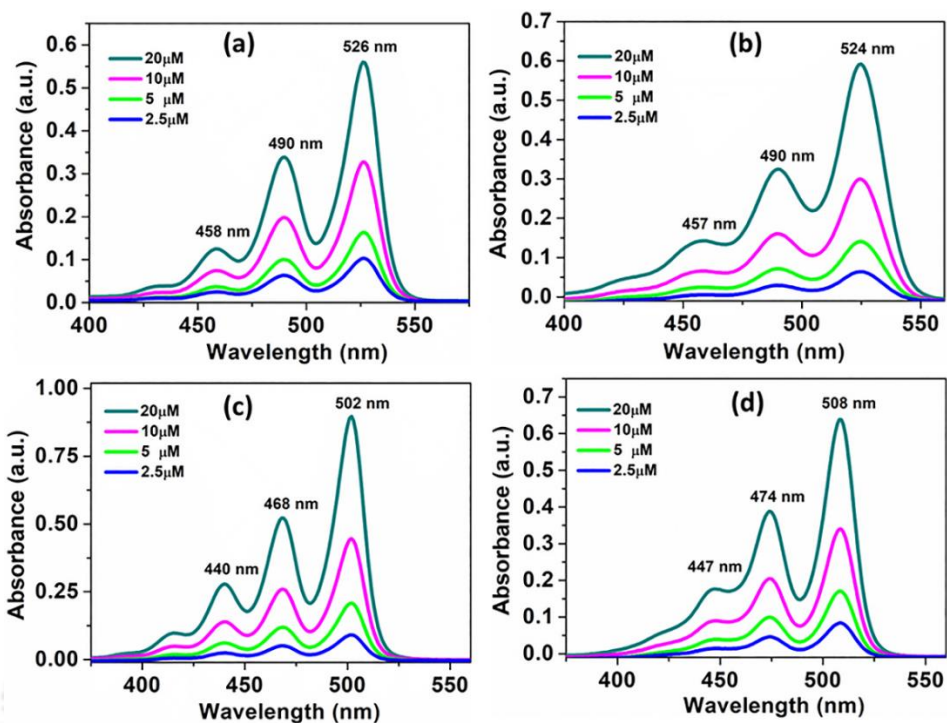 (a)
20μM
10μM
5 μM
2.5μM
458 nm
490 nm
526 nm
Absorbance (a.u.)
0.6
0.5
0.3
0.2
0.1
0.0
400
450
500
550
Wavelength (nm)
(b)
20μM
10μM
5 μM
2.5μM
457 nm
490 nm
524 nm
Absorbance (a.u.)
0.7
0.6
0.5
0.3
0.2
0.1
0.0
400
450
500
550
Wavelength (nm)
(c)
20μM
10μM
5 μM
2.5μM
440 nm
468 nm
502 nm
Absorbance (a.u.)
1.00
0.75
0.50
0.25
0.00
400
450
500
550
Wavelength (nm)
(d)
20μM
10μM
5 μM
2.5μM
447 nm
474 nm
508 nm
Absorbance (a.u.)
0.7
0.6
0.5
0.4
0.3
0.2
0.1
0.0
400
450
500
550
Wavelength (nm)